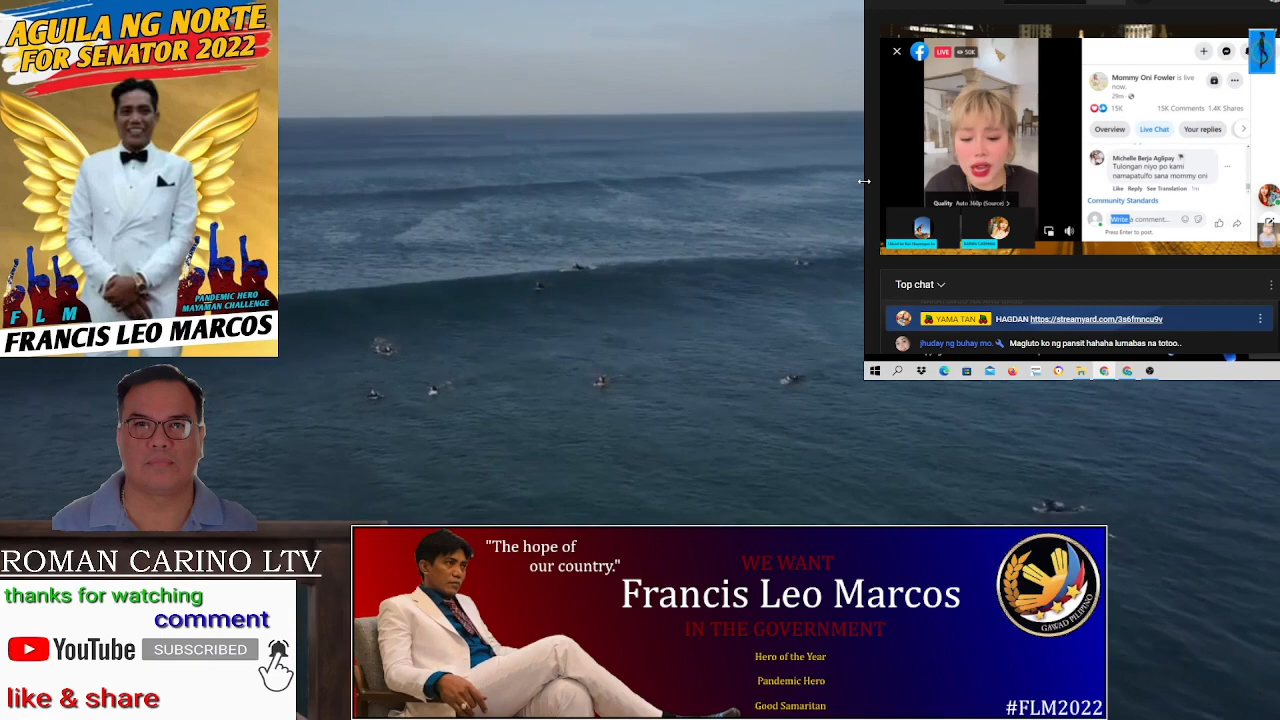 AGUILA NG NORTE
FOR SENATOR 2022
F L M
PANDEMIC HERO
MAYAMAN CHALLENGE
FRANCIS LEO MARCOS
ROMAN CARINO LTV
thanks for watching
comment
YouTube
SUBSCRIBED
like & share
"The hope of
our country."
WE WANT
Francis Leo Marcos
IN THE GOVERNMENT
Hero of the Year
Pandemic Hero
Good Samaritan
GAWAD PILIPINO
#FLM2022
LIVE 50K
Quality Auto 360p (Source)
Mommy Oni Fowler is live
now.
29m
15K 15K Comments 1.4K Shares
Overview Live Chat Your replies
Michelle Berja Aglipay
Tulongan niyo po kami
namapatulfo sana mommy oni
Like · Reply · See Translation · 1m
Community Standards
Write a comment...
Press Enter to post.
Top chat
YAMA TAN HAGDAN https://streamyard.com/3s6fmncu9v
jhuday ng buhay mo. Magluto ko ng pansit hahaha lumabas na totoo..